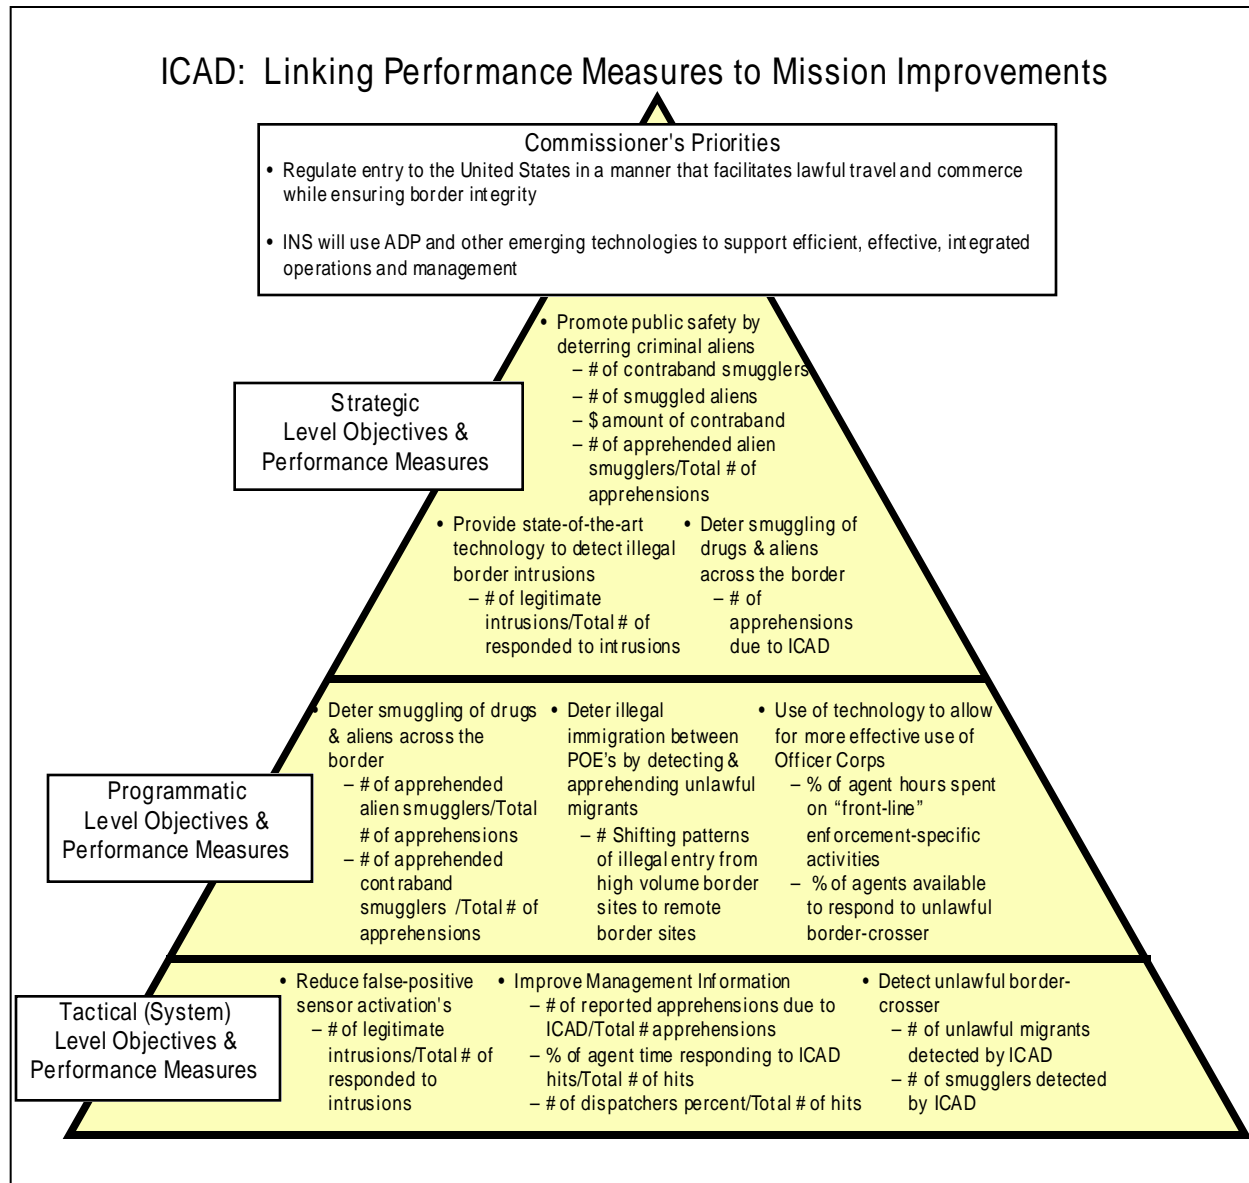 ICAD: Linking Performance Measures to Mission Improvements
Commissioner's Priorities
• Regulate entry to the United States in a manner that facilitates lawful travel and commerce
while ensuring border integrity
• INS will use ADP and other emerging technologies to support efficient, effective, integrated
operations and management
Strategic
Level Objectives &
Performance Measures
• Promote public safety by
deterring criminal aliens
– # of contraband smugglers
– # of smuggled aliens
– $ amount of contraband
– # of apprehended alien
smugglers/Total # of
apprehensions
• Provide state-of-the-art
technology to detect illegal
border intrusions
– # of legitimate
intrusions/Total # of
responded to intrusions
• Deter smuggling of
drugs & aliens
across the border
– # of
apprehensions
due to ICAD
Programmatic
Level Objectives &
Performance Measures
• Deter smuggling of drugs
& aliens across the
border
– # of apprehended
alien smugglers/Total
# of apprehensions
– # of apprehended
contraband
smugglers /Total # of
apprehensions
• Deter illegal
immigration between
POE's by detecting &
apprehending unlawful
migrants
– # Shifting patterns
of illegal entry from
high volume border
sites to remote
border sites
• Use of technology to allow
for more effective use of
Officer Corps
– % of agent hours spent
on “front-line”
enforcement-specific
activities
– % of agents available
to respond to unlawful
border-crosser
Tactical (System)
Level Objectives &
Performance Measures
• Reduce false-positive
sensor activation's
– # of legitimate
intrusions/Total # of
responded to
intrusions
• Improve Management Information
– # of reported apprehensions due to
ICAD/Total # apprehensions
– % of agent time responding to ICAD
hits/Total # of hits
– # of dispatchers percent/Total # of hits
• Detect unlawful border-
crosser
– # of unlawful migrants
detected by ICAD
– # of smugglers detected
by ICAD